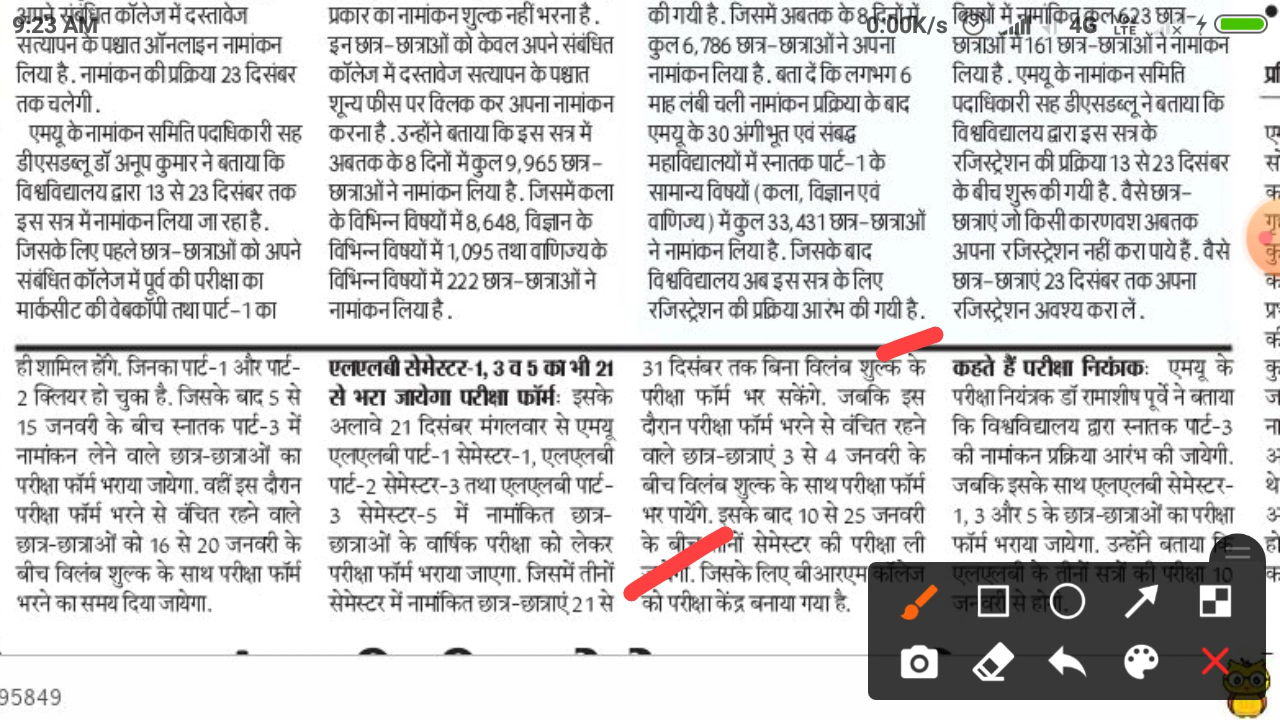 9:23 AM
0:00K/s
4G
VoLTE
अपने संबंधित कॉलेज में दस्तावेज
सत्यापन के पश्चात ऑनलाइन नामांकन
लिया है. नामांकन की प्रक्रिया 23 दिसंबर
तक चलेगी.
एमयू के नामांकन समिति पदाधिकारी सह
डीएसडब्लू डॉ अनूप कुमार ने बताया कि
विश्वविद्यालय द्वारा 13 से 23 दिसंबर तक
इस सत्र में नामांकन लिया जा रहा है.
जिसके लिए पहले छात्र-छात्राओं को अपने
संबंधित कॉलेज में पूर्व की परीक्षा का
मार्कसीट की वेबकॉपी तथा पार्ट-1 का
प्रकार का नामांकन शुल्क नहीं भरना है.
इन छात्र-छात्राओं को केवल अपने संबंधित
कॉलेज में दस्तावेज सत्यापन के पश्चात
शून्य फीस पर क्लिक कर अपना नामांकन
करना है. उन्होंने बताया कि इस सत्र में
अबतक के 8 दिनों में कुल 9,965 छात्र-
छात्राओं ने नामांकन लिया है. जिसमें कला
के विभिन्न विषयों में 8,648, विज्ञान के
विभिन्न विषयों में 1,095 तथा वाणिज्य के
विभिन्न विषयों में 222 छात्र-छात्राओं ने
नामांकन लिया है.
की गयी है. जिसमें अबतक के 8 दिनों में
कुल 6,786 छात्र-छात्राओं ने अपना
नामांकन लिया है. बता दें कि लगभग 6
माह लंबी चली नामांकन प्रक्रिया के बाद
एमयू के 30 अंगीभूत एवं संबद्ध
महाविद्यालयों में स्नातक पार्ट-1 के
सामान्य विषयों (कला, विज्ञान एवं
वाणिज्य) में कुल 33,431 छात्र-छात्राओं
ने नामांकन लिया है. जिसके बाद
विश्वविद्यालय अब इस सत्र के लिए
रजिस्ट्रेशन की प्रक्रिया आरंभ की गयी है.
विषयों में नामांकित कुल 623 छात्र-
छात्राओं में 161 छात्र-छात्राओं ने नामांकन
लिया है. एमयू के नामांकन समिति
पदाधिकारी सह डीएसडब्लू ने बताया कि
विश्वविद्यालय द्वारा इस सत्र के
रजिस्ट्रेशन की प्रक्रिया 13 से 23 दिसंबर
के बीच शुरू की गयी है. वैसे छात्र-
छात्राएं जो किसी कारणवश अबतक
अपना रजिस्ट्रेशन नहीं करा पाये हैं. वैसे
छात्र-छात्राएं 23 दिसंबर तक अपना
रजिस्ट्रेशन अवश्य करा लें.
ही शामिल होंगे. जिनका पार्ट-1 और पार्ट-
2 क्लियर हो चुका है. जिसके बाद 5 से
15 जनवरी के बीच स्नातक पार्ट-3 में
नामांकन लेने वाले छात्र-छात्राओं का
परीक्षा फॉर्म भराया जायेगा. वहीं इस दौरान
परीक्षा फॉर्म भरने से वंचित रहने वाले
छात्र-छात्राओं को 16 से 20 जनवरी के
बीच विलंब शुल्क के साथ परीक्षा फॉर्म
भरने का समय दिया जायेगा.
एलएलबी सेमेस्टर-1, 3 व 5 का भी 21
से भरा जायेगा परीक्षा फॉर्म: इसके
अलावे 21 दिसंबर मंगलवार से एमयू
एलएलबी पार्ट-1 सेमेस्टर-1, एलएलबी
पार्ट-2 सेमेस्टर-3 तथा एलएलबी पार्ट-
3 सेमेस्टर-5 में नामांकित छात्र-
छात्राओं के वार्षिक परीक्षा को लेकर
परीक्षा फॉर्म भराया जाएगा. जिसमें तीनों
सेमेस्टर में नामांकित छात्र-छात्राएं 21 से
31 दिसंबर तक बिना विलंब शुल्क के
परीक्षा फॉर्म भर सकेंगे. जबकि इस
दौरान परीक्षा फॉर्म भरने से वंचित रहने
वाले छात्र-छात्राएं 3 से 4 जनवरी के
बीच विलंब शुल्क के साथ परीक्षा फॉर्म
भर पायेंगे. इसके बाद 10 से 25 जनवरी
के बीच सेमेस्टर की परीक्षा ली
जिसके लिए बीआरएम कॉलेज
को परीक्षा केंद्र बनाया गया है.
कहते हैं परीक्षा नियंत्रक: एमयू के
परीक्षा नियंत्रक डॉ रामाशीष पूर्वे ने बताया
कि विश्वविद्यालय द्वारा स्नातक पार्ट-3
की नामांकन प्रक्रिया आरंभ की जायेगी.
जबकि इसके साथ एलएलबी सेमेस्टर-
1, 3 और 5 के छात्र-छात्राओं का परीक्षा
फॉर्म भराया जायेगा. उन्होंने बताया कि
एलएलबी के तीनों सत्रों की परीक्षा 10
जनवरी से होगी.
95849